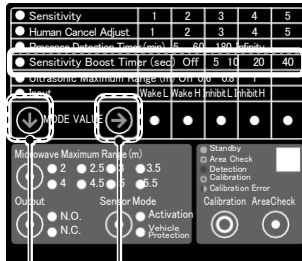 Sensitivity 1 2 3 4 5
Human Cancel Adjust 1 2 3 4 5
Presence Detection Timer (min) 5 60 180 Infinity
Sensitivity Boost Timer (sec) Off 5 10 20 40
Ultrasonic Maximum Range (m) Off 0.6 0.8 1
Input Wake L Wake H Inhibit L Inhibit H
MODE VALUE
Microwave Maximum Range (m)
2 2.5 3 3.5
4 4.5 5 5.5
Output Sensor Mode
N.O. Activation
N.C. Vehicle Protection
Standby
Area Check
Detection
Calibration
Calibration Error
Calibration AreaCheck